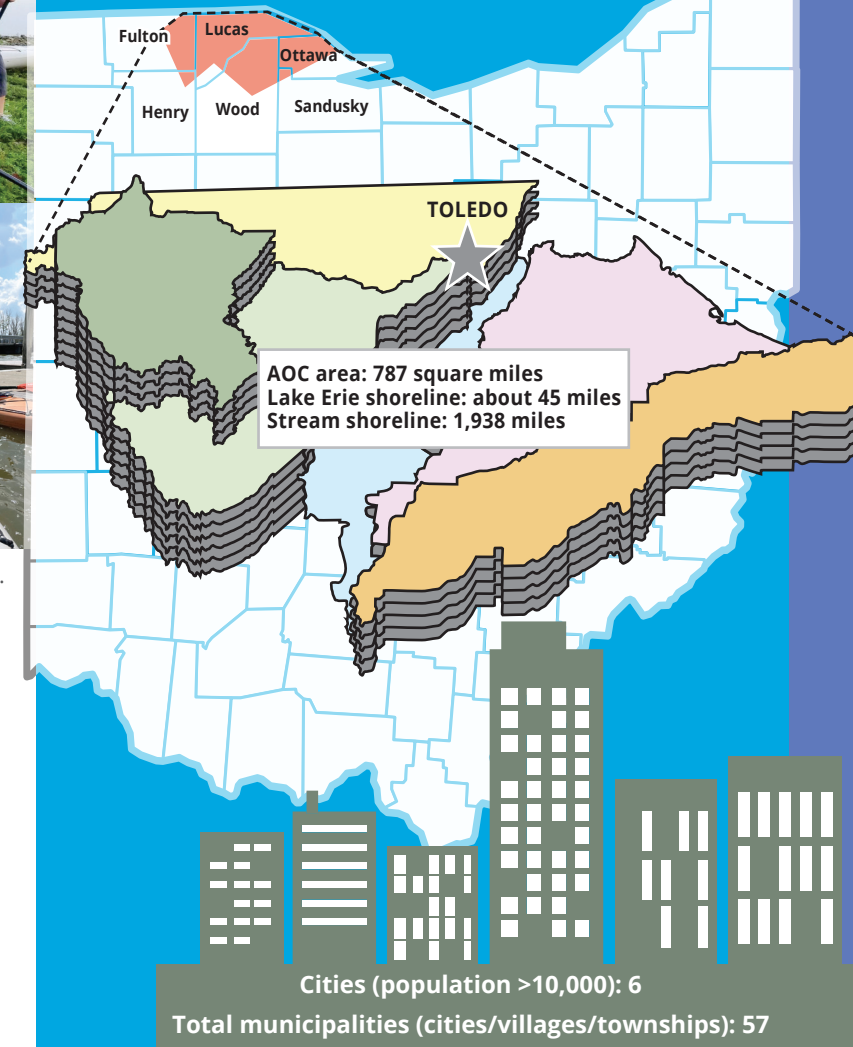 Fulton
Lucas
Ottawa
Henry
Wood
Sandusky
TOLEDO
AOC area: 787 square miles
Lake Erie shoreline: about 45 miles
Stream shoreline: 1,938 miles
Cities (population >10,000): 6
Total municipalities (cities/villages/townships): 57